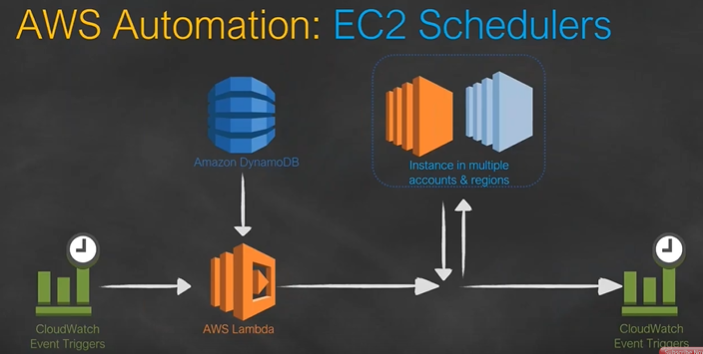 AWS Automation: EC2 Schedulers
Amazon DynamoDB
Instance in multiple
accounts & regions
CloudWatch
Event Triggers
AWS Lambda
CloudWatch
Event Triggers